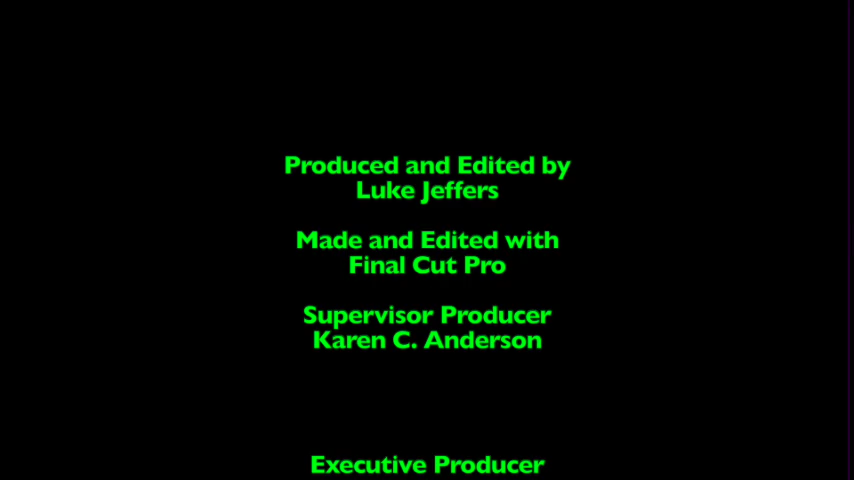 Produced and Edited by
Luke Jeffers
Made and Edited with
Final Cut Pro
Supervisor Producer
Karen C. Anderson
Executive Producer